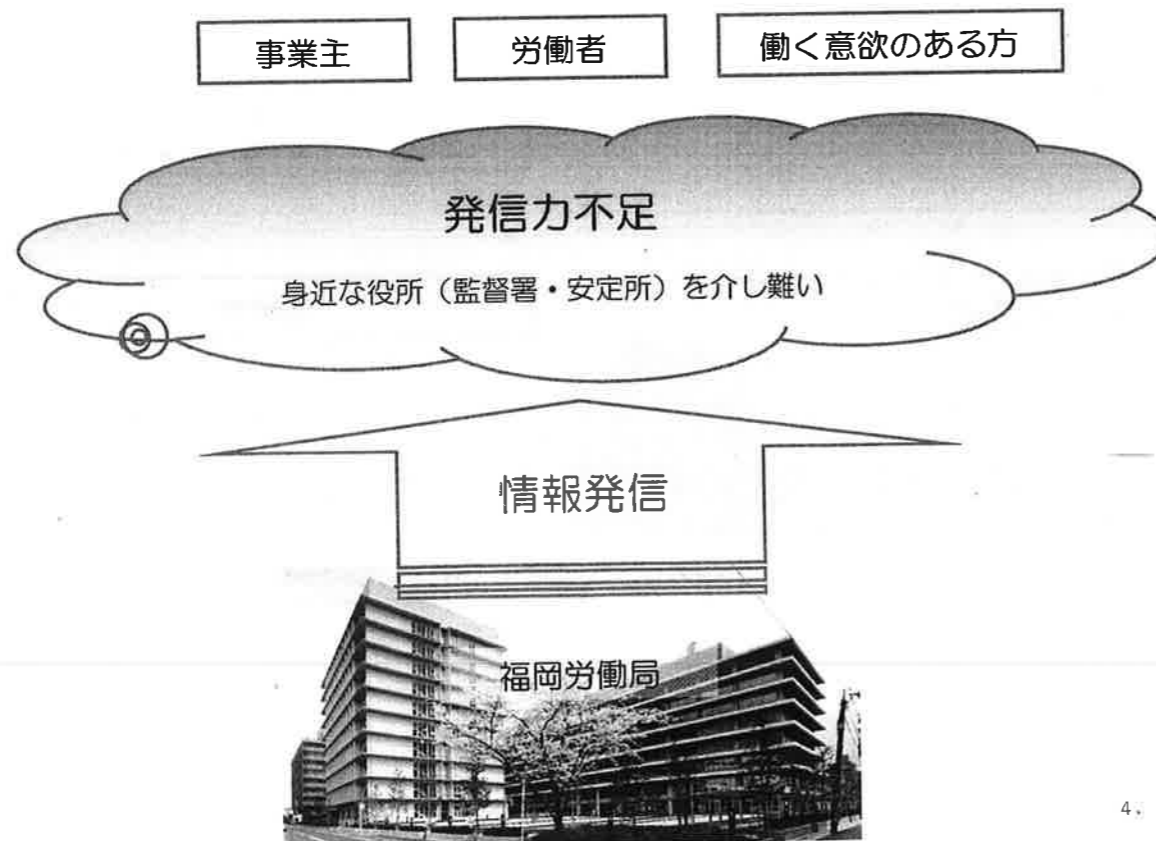 事業主
労働者
働く意欲のある方
発信力不足
身近な役所（監督署・安定所）を介し難い
情報発信
福岡労働局
4.